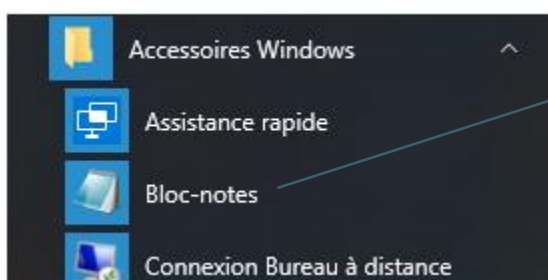 Accessoires Windows
Assistance rapide
Bloc-notes
Connexion Bureau à distance